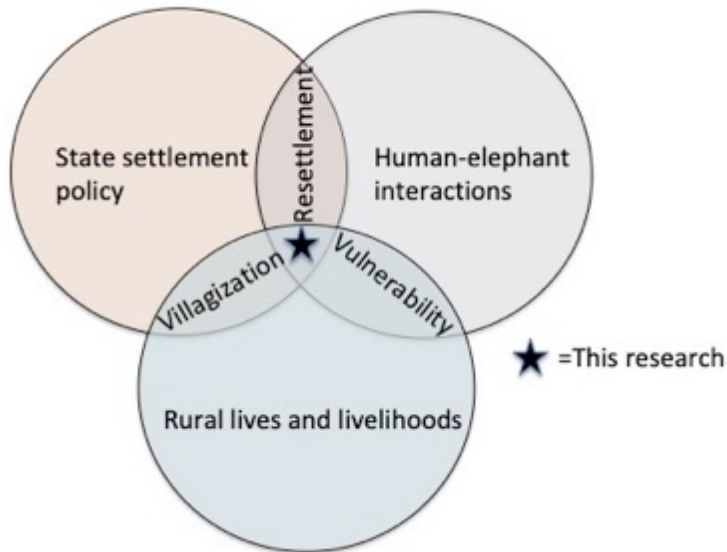 Resettlement
State settlement
policy
Human-elephant
interactions
Villagization
Vulnerability
=This research
Rural lives and livelihoods